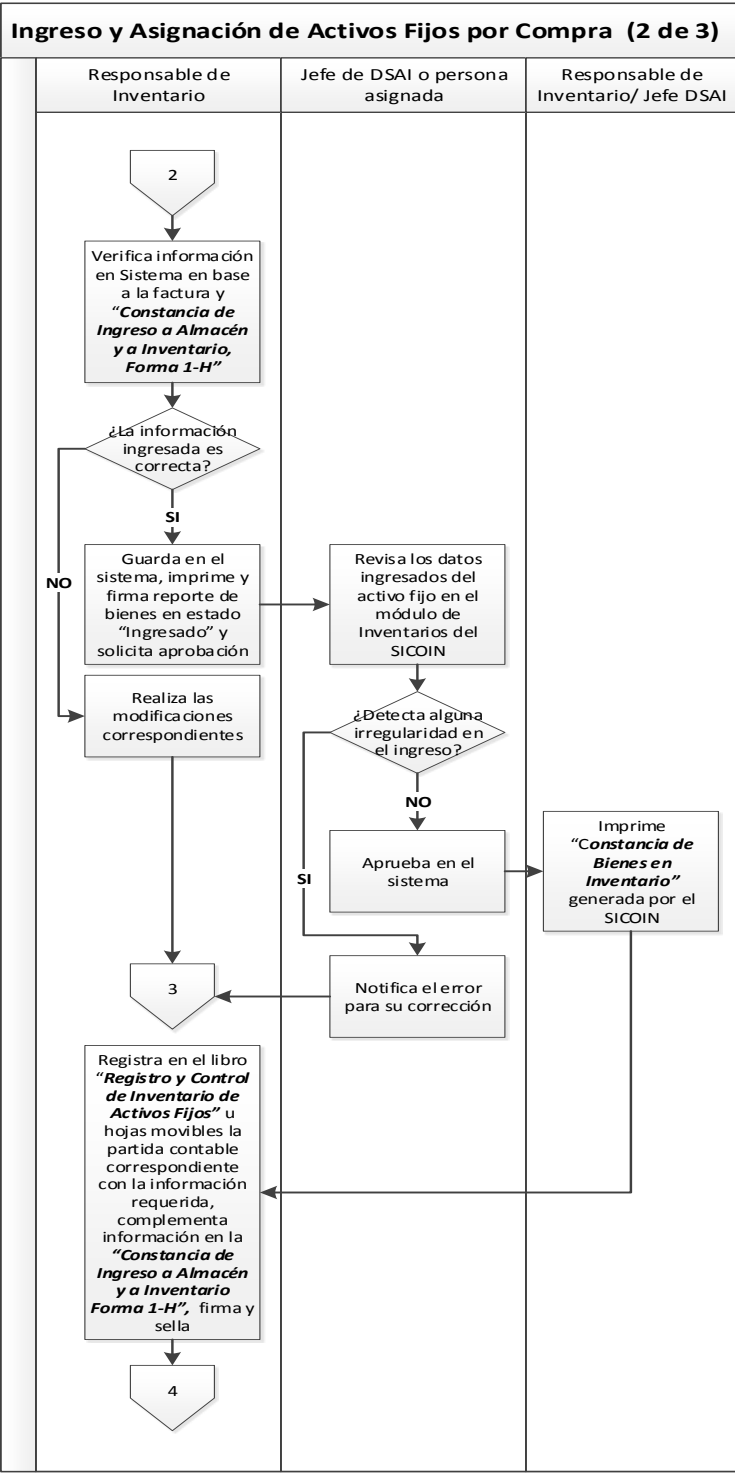 Ingreso y Asignación de Activos Fijos por Compra (2 de 3)
Responsable de
Inventario
Jefe de DSAI o persona
asignada
Responsable de
Inventario/ Jefe DSAI
2
Verifica información
en Sistema en base
a la factura y
“Constancia de
Ingreso a Almacén
y a Inventario,
Forma 1-H”
¿La información
ingresada es
correcta?
SI
NO
Guarda en el
sistema, imprime y
firma reporte de
bienes en estado
“Ingresado” y
solicita aprobación
Revisa los datos
ingresados del
activo fijo en el
módulo de
Inventarios del
SICOIN
Realiza las
modificaciones
correspondientes
¿Detecta alguna
irregularidad en
el ingreso?
NO
SI
Aprueba en el
sistema
Imprime
“Constancia de
Bienes en
Inventario”
generada por el
SICOIN
Notifica el error
para su corrección
3
Registra en el libro
“Registro y Control
de Inventario de
Activos Fijos” u
hojas movibles la
partida contable
correspondiente
con la información
requerida,
complementa
información en la
“Constancia de
Ingreso a Almacén
y a Inventario
Forma 1-H”, firma y
sella
4